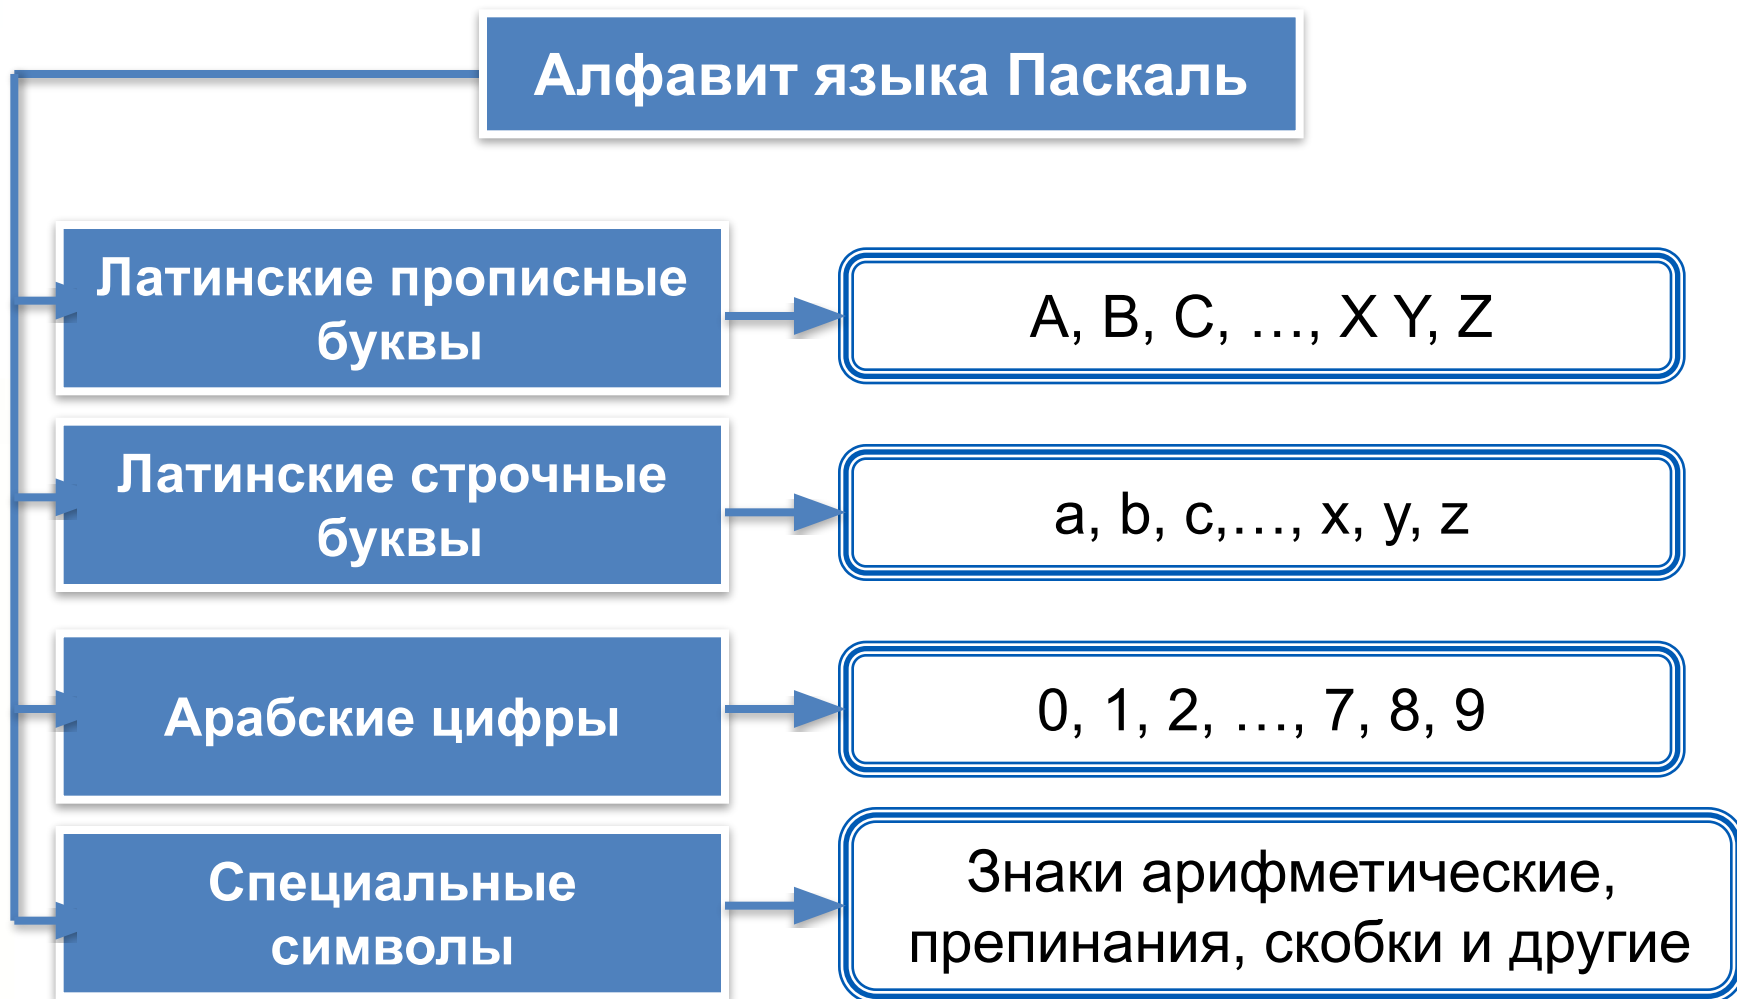 Алфавит языка Паскаль
Латинские прописные
буквы
A, B, C, …, X Y, Z
Латинские строчные
буквы
a, b, c,…, x, y, z
Арабские цифры
0, 1, 2, …, 7, 8, 9
Специальные
символы
Знаки арифметические,
препинания, скобки и другие